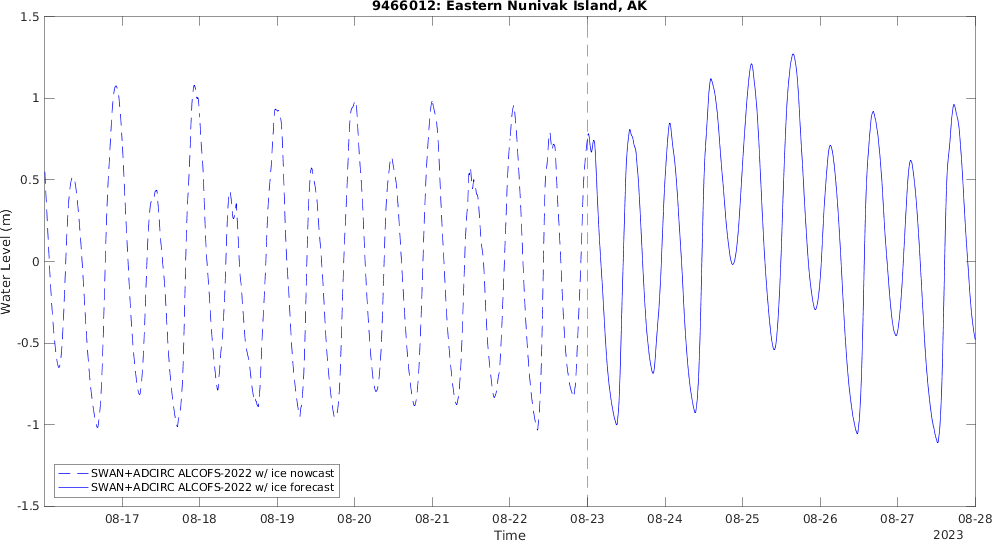 9466012: Eastern Nunivak Island, AK
1.5
1
0.5
0
-0.5
-1
-1.5
Water Level (m)
SWAN+ADCIRC ALCOFS-2022 w/ ice nowcast
SWAN+ADCIRC ALCOFS-2022 w/ ice forecast
08-17 08-18 08-19 08-20 08-21 08-22 08-23 08-24 08-25 08-26 08-27 08-28
Time
2023